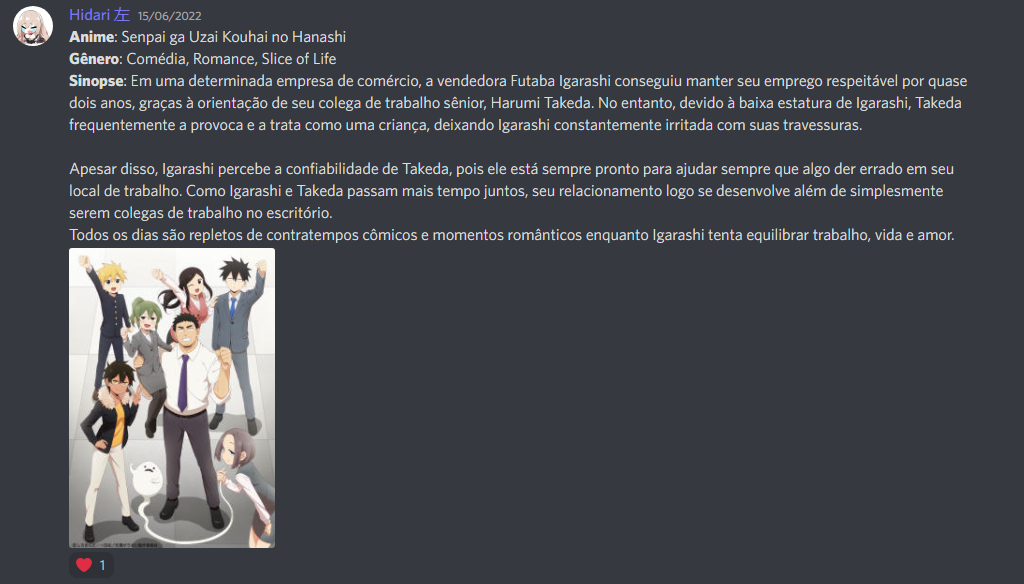 Hidari 左 15/06/2022
Anime: Senpai ga Uzai Kouhai no Hanashi
Gênero: Comédia, Romance, Slice of Life
Sinopse: Em uma determinada empresa de comércio, a vendedora Futaba Igarashi conseguiu manter seu emprego respeitável por quase
dois anos, graças à orientação de seu colega de trabalho sênior, Harumi Takeda. No entanto, devido à baixa estatura de Igarashi, Takeda
frequentemente a provoca e a trata como uma criança, deixando Igarashi constantemente irritada com suas travessuras.
Apesar disso, Igarashi percebe a confiabilidade de Takeda, pois ele está sempre pronto para ajudar sempre que algo der errado em seu
local de trabalho. Como Igarashi e Takeda passam mais tempo juntos, seu relacionamento logo se desenvolve além de simplesmente
serem colegas de trabalho no escritório.
Todos os dias são repletos de contratempos cômicos e momentos românticos enquanto Igarashi tenta equilibrar trabalho, vida e amor.
1